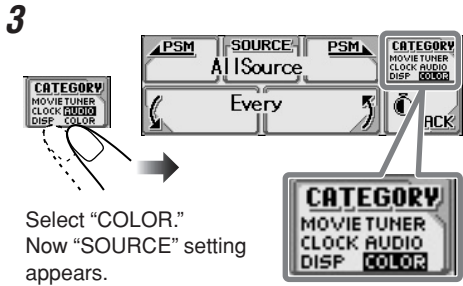 3
PSM SOURCE PSM
AllSource
Every
CATEGORY
MOVIE TUNER
CLOCK AUDIO
DISP COLOR
ACK
CATEGORY
MOVIE TUNER
CLOCK AUDIO
DISP COLOR
Select “COLOR.”
Now “SOURCE” setting
appears.
CATEGORY
MOVIE TUNER
CLOCK AUDIO
DISP COLOR